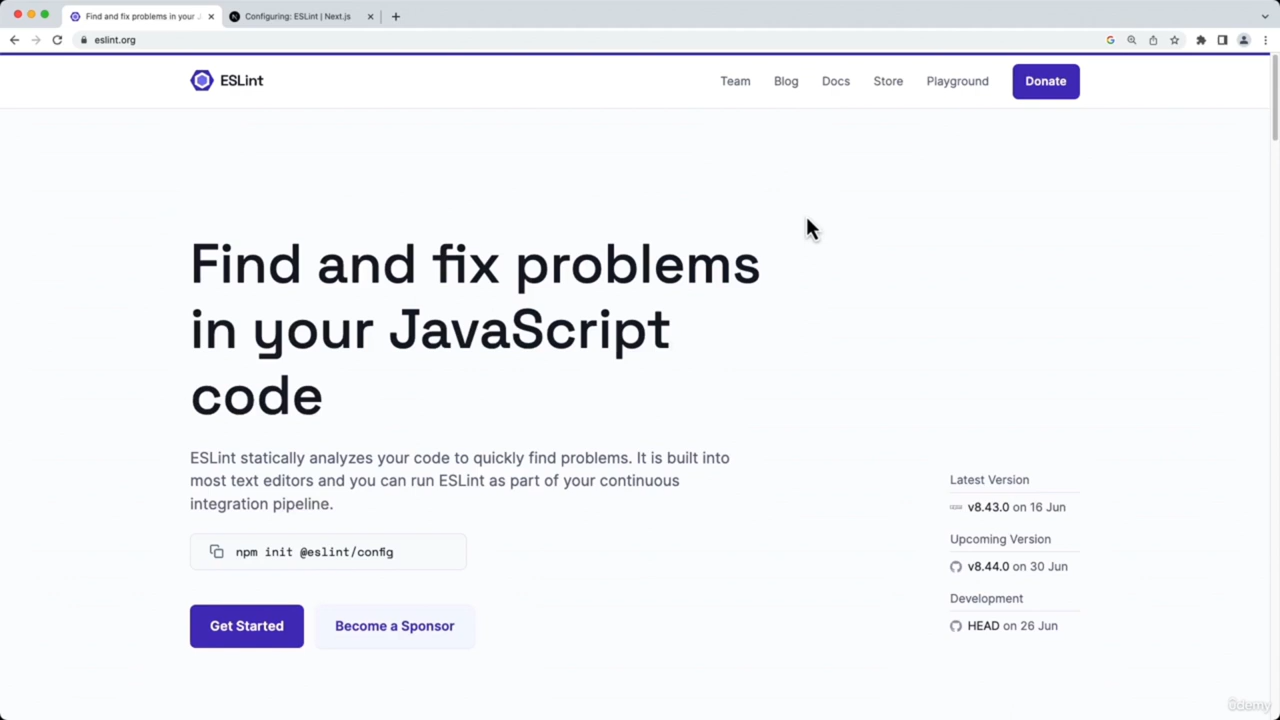 Find and fix problems in your J
Configuring: ESLint | Next.js
eslint.org
ESLint
Team
Blog
Docs
Store
Playground
Donate
Find and fix problems
in your JavaScript
code
ESLint statically analyzes your code to quickly find problems. It is built into
most text editors and you can run ESLint as part of your continuous
integration pipeline.
npm init @eslint/config
Get Started
Become a Sponsor
Latest Version
v8.43.0 on 16 Jun
Upcoming Version
v8.44.0 on 30 Jun
Development
HEAD on 26 Jun
ûdemy